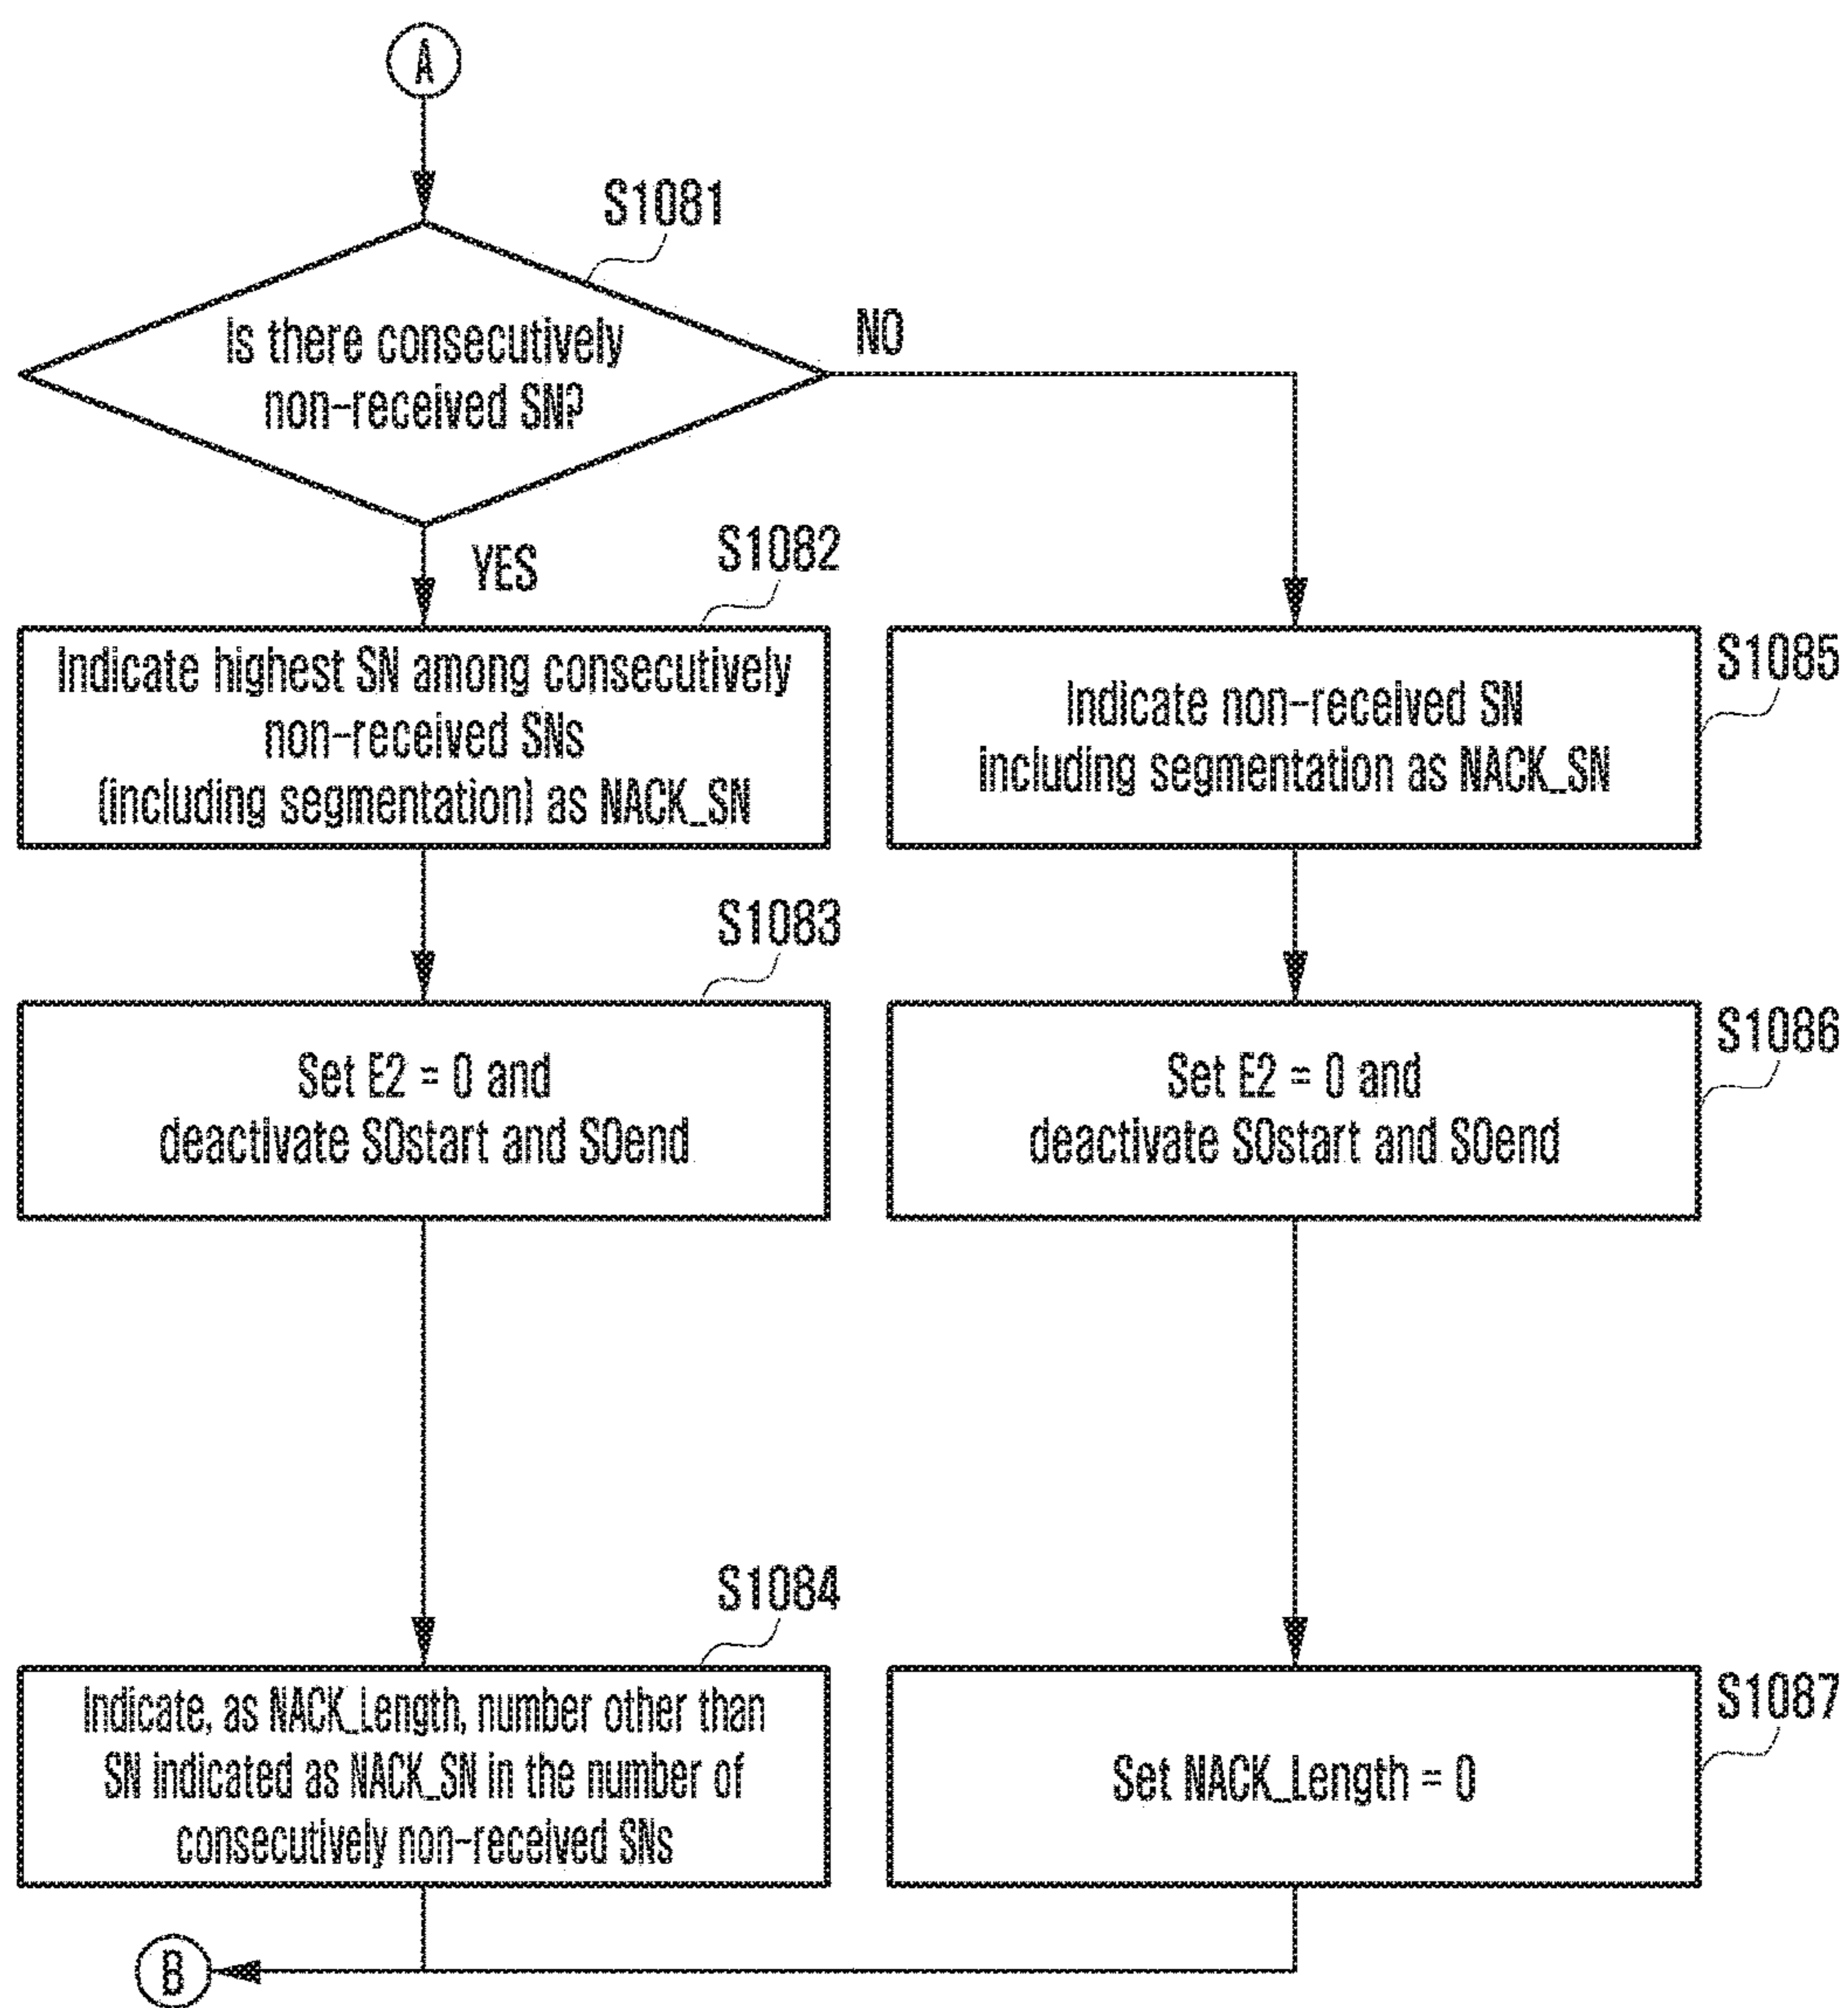 A
S1081
Is there consecutively
non-received SN?
NO
YES
S1082
Indicate highest SN among consecutively
non-received SNs
(including segmentation) as NACK_SN
S1085
Indicate non-received SN
including segmentation as NACK_SN
S1083
Set E2 = 0 and
deactivate SOstart and SOend
S1086
Set E2 = 0 and
deactivate SOstart and SOend
S1084
Indicate, as NACK_Length, number other than
SN indicated as NACK_SN in the number of
consecutively non-received SNs
S1087
Set NACK_Length = 0
B